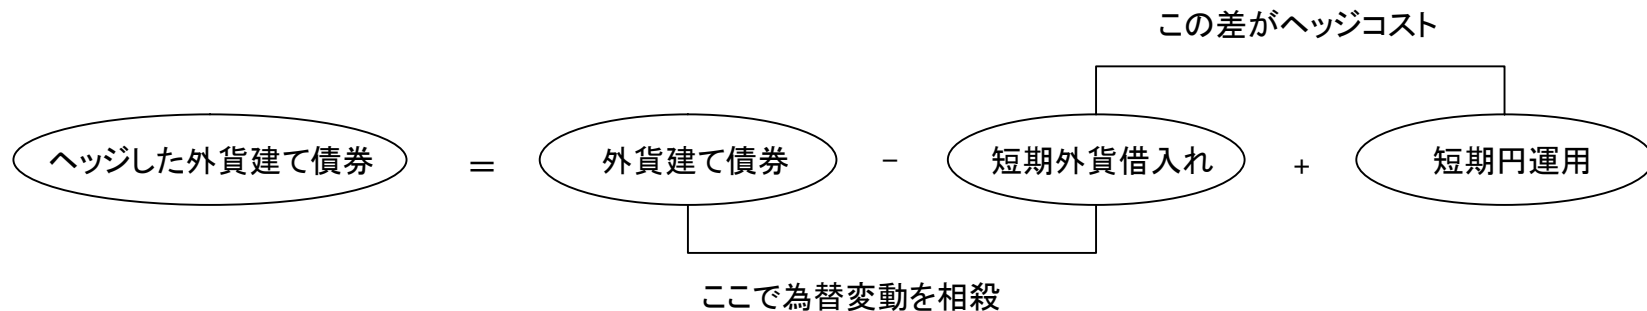 この差がヘッジコスト
ヘッジした外貨建て債券 = 外貨建て債券 − 短期外貨借入れ + 短期円運用
ここで為替変動を相殺